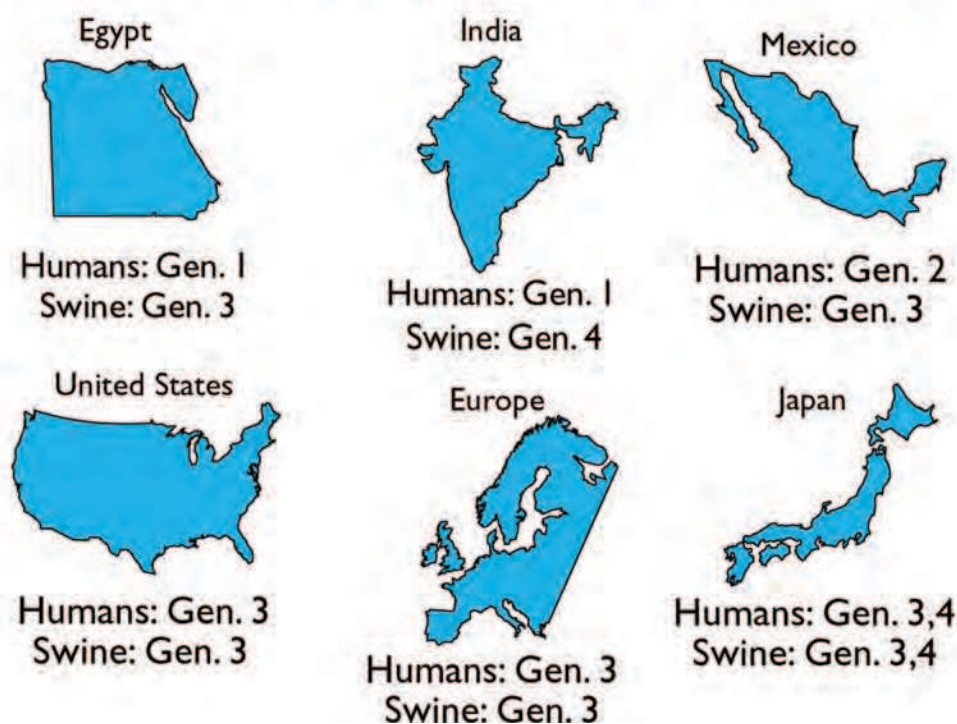 Egypt
Humans: Gen. 1
Swine: Gen. 3
India
Humans: Gen. 1
Swine: Gen. 4
Mexico
Humans: Gen. 2
Swine: Gen. 3
United States
Humans: Gen. 3
Swine: Gen. 3
Europe
Humans: Gen. 3
Swine: Gen. 3
Japan
Humans: Gen. 3,4
Swine: Gen. 3,4